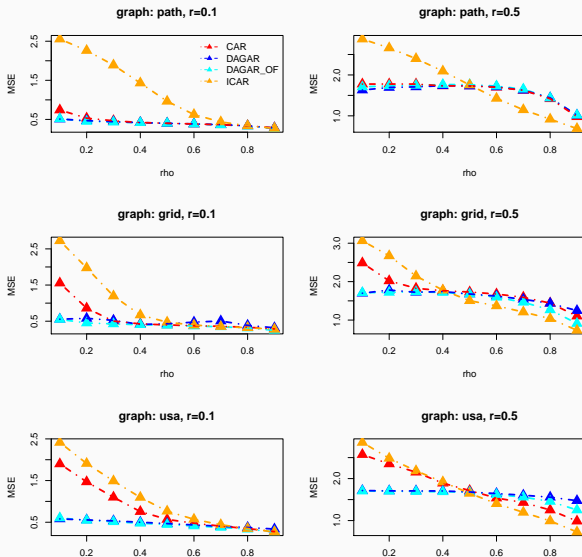 graph: path, r=0.1
graph: path, r=0.5
MSE
2.5
1.5
0.5
CAR
DAGAR
DAGAR_OF
ICAR
0.2
0.4
0.6
0.8
rho
MSE
2.0
1.0
0.2
0.4
0.6
0.8
rho
graph: grid, r=0.1
graph: grid, r=0.5
MSE
2.5
1.5
0.5
0.2
0.4
0.6
0.8
rho
MSE
3.0
2.0
1.0
0.2
0.4
0.6
0.8
rho
graph: usa, r=0.1
graph: usa, r=0.5
MSE
2.5
1.5
0.5
0.2
0.4
0.6
0.8
MSE
2.0
1.0
0.2
0.4
0.6
0.8